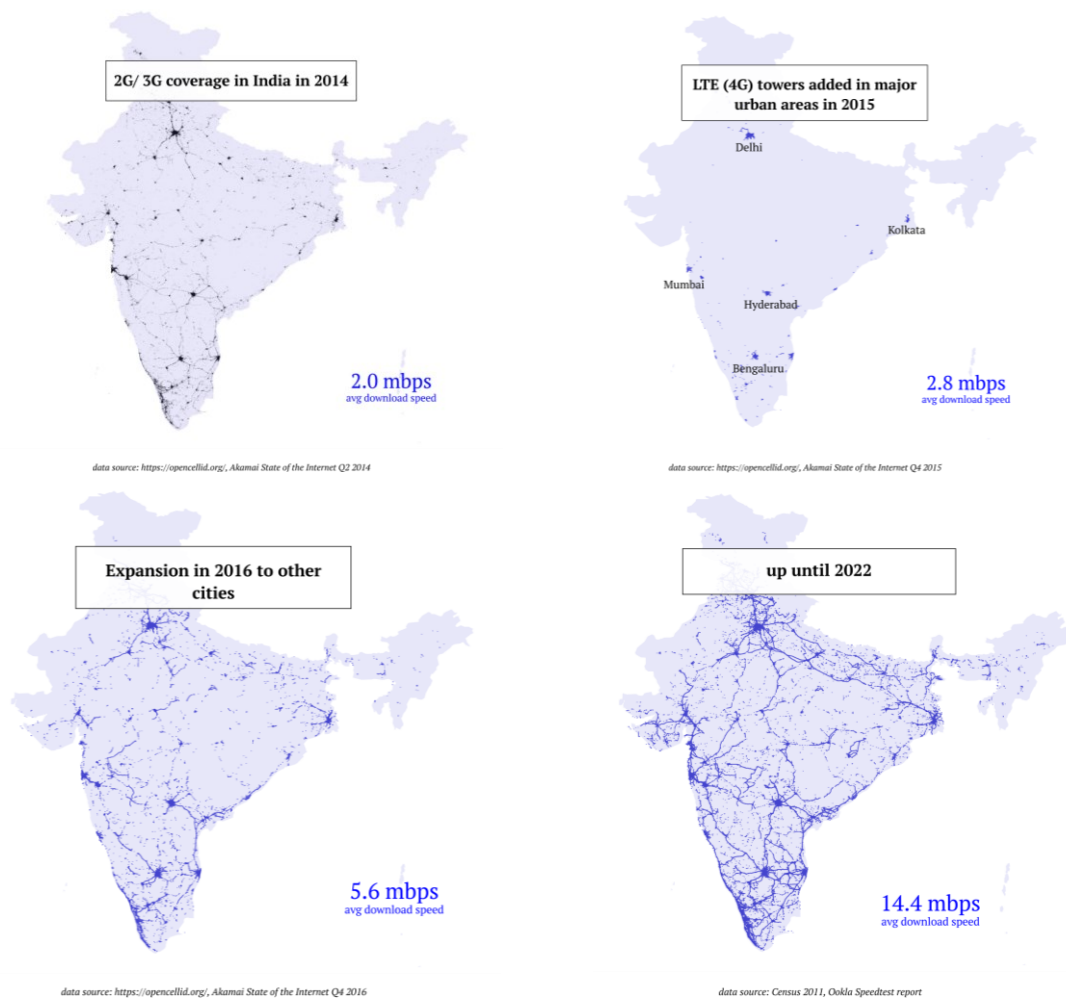 2G/ 3G coverage in India in 2014
2.0 mbps
avg download speed
data source: https://opencellid.org/, Akamai State of the Internet Q2 2014
LTE (4G) towers added in major
urban areas in 2015
Delhi
Kolkata
Mumbai
Hyderabad
Bengaluru
2.8 mbps
avg download speed
data source: https://opencellid.org/, Akamai State of the Internet Q4 2015
Expansion in 2016 to other
cities
5.6 mbps
avg download speed
data source: https://opencellid.org/, Akamai State of the Internet Q4 2016
up until 2022
14.4 mbps
avg download speed
data source: Census 2011, Ookla Speedtest report